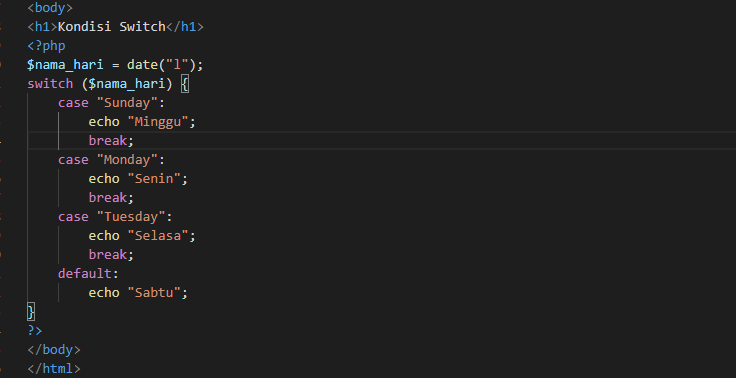 <body>
<h1>Kondisi Switch</h1>
<?php
$nama_hari = date("l");
switch ($nama_hari) {
    case "Sunday":
        echo "Minggu";
        break;
    case "Monday":
        echo "Senin";
        break;
    case "Tuesday":
        echo "Selasa";
        break;
    default:
        echo "Sabtu";
}
?>
</body>
</html>